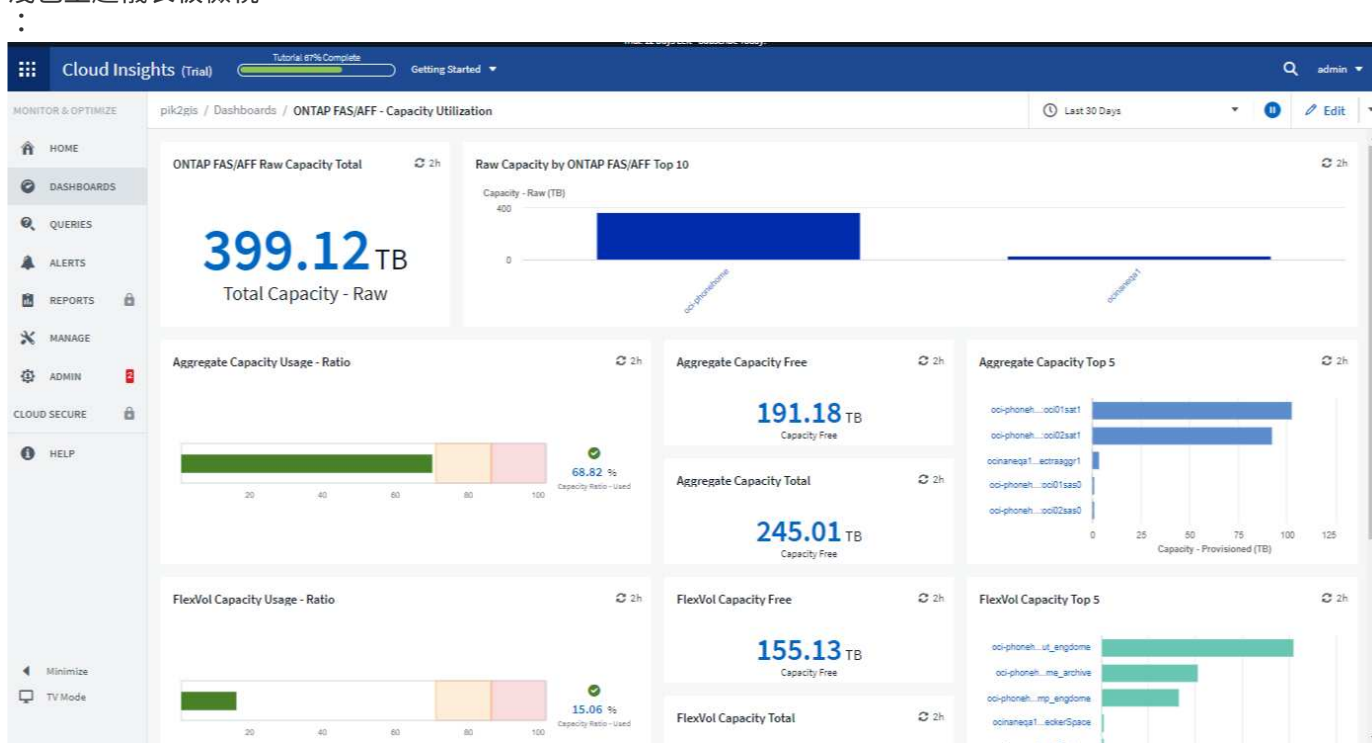 :
Cloud Insights (Trial)
Tutorial 67% Complete
Getting Started
admin
MONITOR & OPTIMIZE
HOME
DASHBOARDS
QUERIES
ALERTS
REPORTS
MANAGE
ADMIN
2
CLOUD SECURE
HELP
Minimize
TV Mode
pik2gis / Dashboards / ONTAP FAS/AFF - Capacity Utilization
Last 30 Days
Edit
ONTAP FAS/AFF Raw Capacity Total
2h
399.12 TB
Total Capacity - Raw
Raw Capacity by ONTAP FAS/AFF Top 10
2h
Capacity - Raw (TB)
400
0
oci-phonehome
ocinaneqa1
Aggregate Capacity Usage - Ratio
2h
20 40 60 80 100
68.82 %
Capacity Ratio - Used
Aggregate Capacity Free
2h
191.18 TB
Capacity Free
Aggregate Capacity Total
2h
245.01 TB
Capacity Free
Aggregate Capacity Top 5
2h
oci-phoneh...:oci01sat1
oci-phoneh...:oci02sat1
ocinaneqa1...ectraaggr1
oci-phoneh...:oci01sas0
oci-phoneh...:oci02sas0
0 25 50 75 100 125
Capacity - Provisioned (TB)
FlexVol Capacity Usage - Ratio
2h
20 40 60 80 100
15.06 %
Capacity Ratio - Used
FlexVol Capacity Free
2h
155.13 TB
Capacity Free
FlexVol Capacity Total
2h
FlexVol Capacity Top 5
2h
oci-phoneh...ut_engdome
oci-phoneh...me_archive
oci-phoneh...mp_engdome
ocinaneqa1...eckerSpace